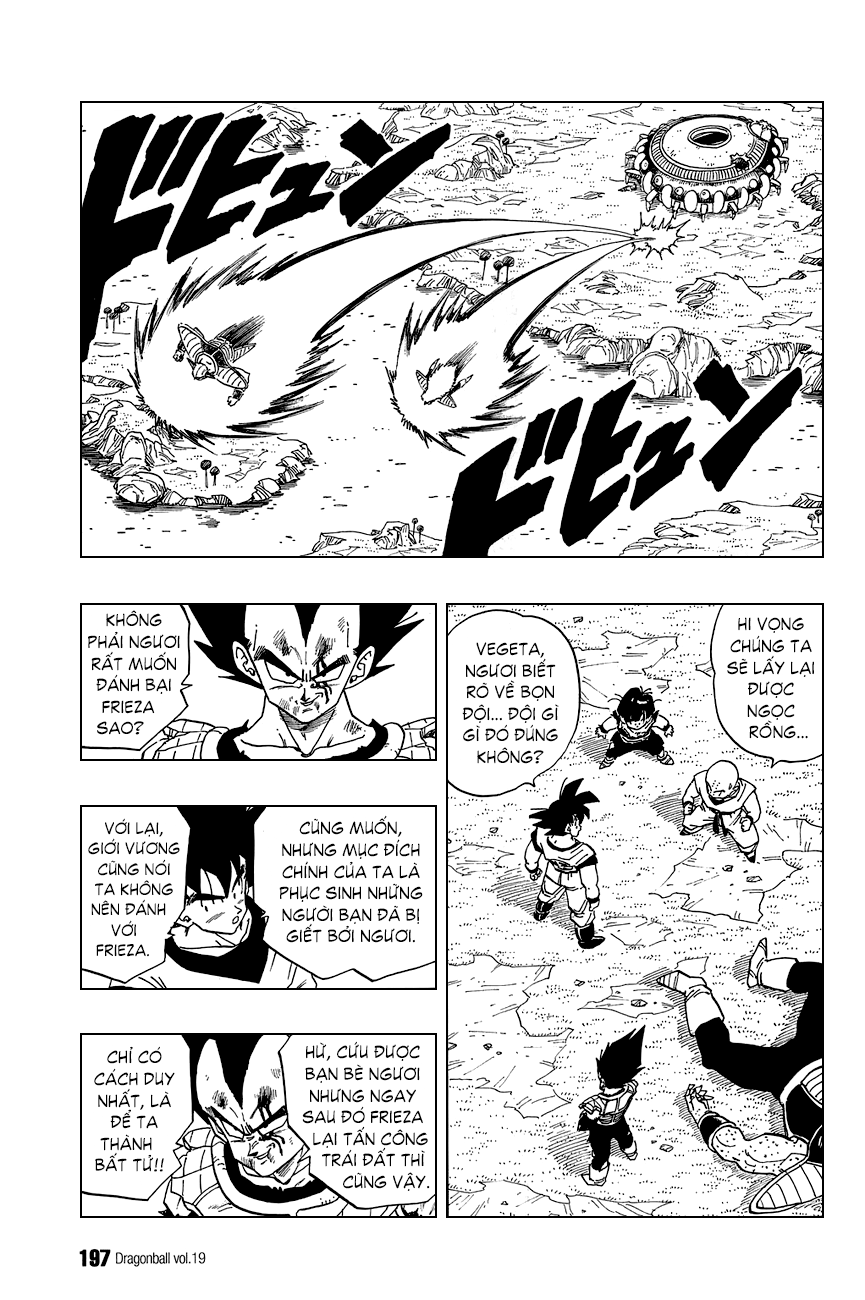 ドヒュン
ドヒュン
HI VỌNG
CHÚNG TA
SẼ LẤY LẠI
ĐƯỢC
NGỌC
RỒNG...
VEGETA,
NGƯƠI BIẾT
RÕ VỀ BỌN
ĐỘI... ĐỘI GÌ
GÌ ĐÓ ĐÚNG
KHÔNG?
KHÔNG
PHẢI NGƯƠI
RẤT MUỐN
ĐÁNH BẠI
FRIEZA
SAO?
CŨNG MUỐN,
NHƯNG MỤC ĐÍCH
CHÍNH CỦA TA LÀ
PHỤC SINH NHỮNG
NGƯỜI BẠN ĐÃ BỊ
GIẾT BỞI NGƯƠI.
VỚI LẠI,
GIỚI VƯƠNG
CŨNG NÓI
TA KHÔNG
NÊN ĐÁNH
VỚI
FRIEZA.
HỪ, CỨU ĐƯỢC
BẠN BÈ NGƯƠI
NHƯNG NGAY
SAU ĐÓ FRIEZA
LẠI TẤN CÔNG
TRÁI ĐẤT THÌ
CŨNG VẬY.
CHỈ CÓ
CÁCH DUY
NHẤT, LÀ
ĐỂ TA
THÀNH
BẤT TỬ!!
197 Dragonball vol.19